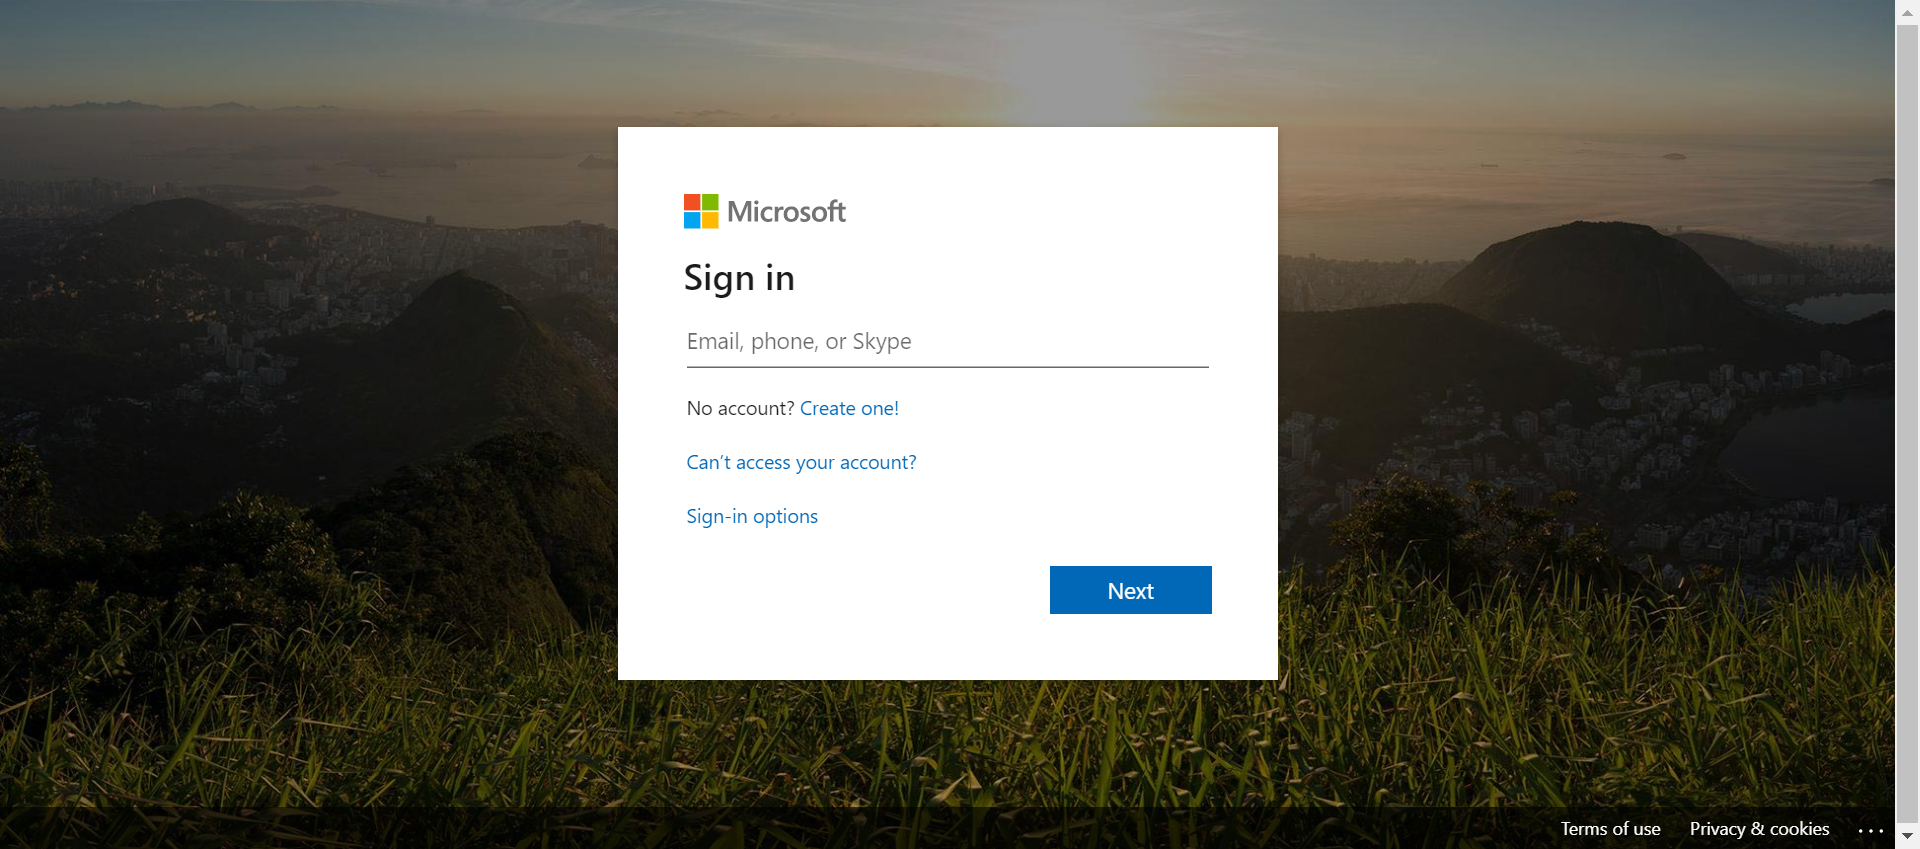 Microsoft
Sign in
Email, phone, or Skype
No account? Create one!
Can't access your account?
Sign-in options
Next
Terms of use
Privacy & cookies
...